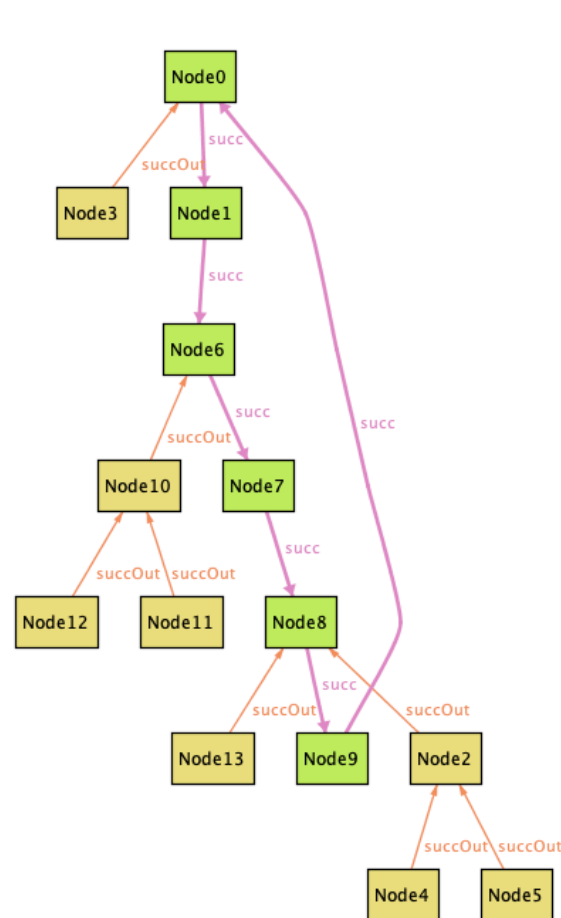 Node0
succ
succOut
Node3
Node1
succ
Node6
succ
succ
succOut
Node10
Node7
succ
succOut
succOut
Node12
Node11
Node8
succ
succOut
succOut
Node13
Node9
Node2
succOut
succOut
Node4
Node5